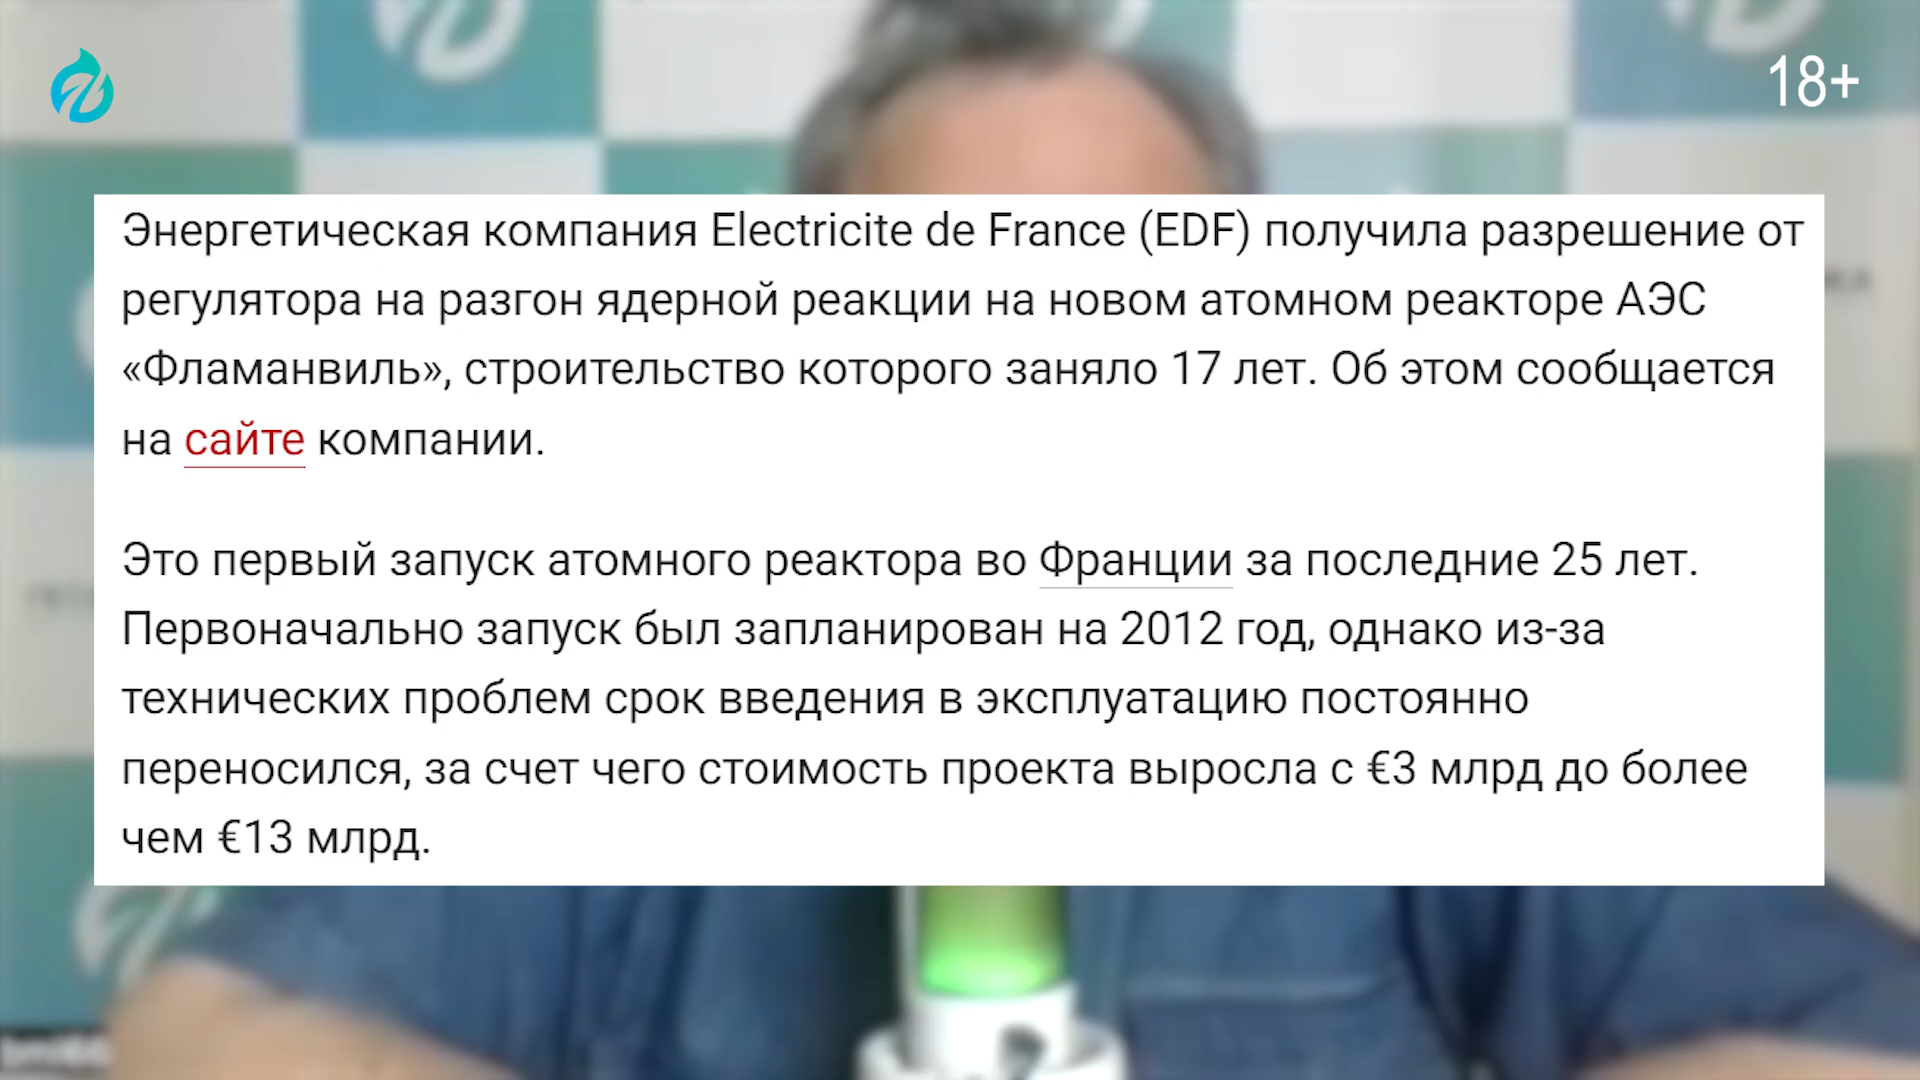 18+
Энергетическая компания Electricite de France (EDF) получила разрешение от
регулятора на разгон ядерной реакции на новом атомном реакторе АЭС
«Фламанвиль», строительство которого заняло 17 лет. Об этом сообщается
на сайте компании.
Это первый запуск атомного реактора во Франции за последние 25 лет.
Первоначально запуск был запланирован на 2012 год, однако из-за
технических проблем срок введения в эксплуатацию постоянно
переносился, за счет чего стоимость проекта выросла с €3 млрд до более
чем €13 млрд.